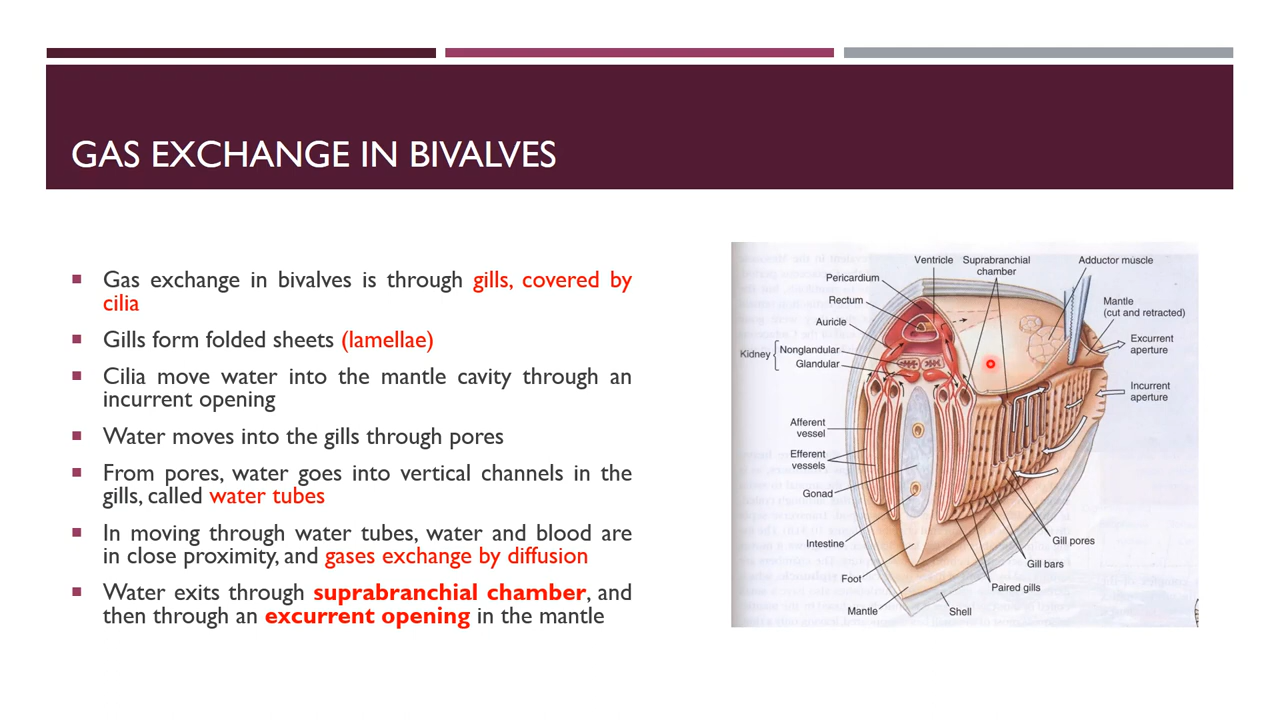 GAS EXCHANGE IN BIVALVES
Gas exchange in bivalves is through gills, covered by
cilia
Gills form folded sheets (lamellae)
Cilia move water into the mantle cavity through an
incurrent opening
Water moves into the gills through pores
From pores, water goes into vertical channels in the
gills, called water tubes
In moving through water tubes, water and blood are
in close proximity, and gases exchange by diffusion
Water exits through suprabranchial chamber, and
then through an excurrent opening in the mantle
Ventricle
Suprabranchial
chamber
Adductor muscle
Pericardium
Rectum
Auricle
Kidney
Nonglandular
Glandular
Mantle
(cut and retracted)
Excurrent
aperture
Incurrent
aperture
Afferent
vessel
Efferent
vessels
Gonad
Intestine
Foot
Mantle
Shell
Paired gills
Gill bars
Gill pores